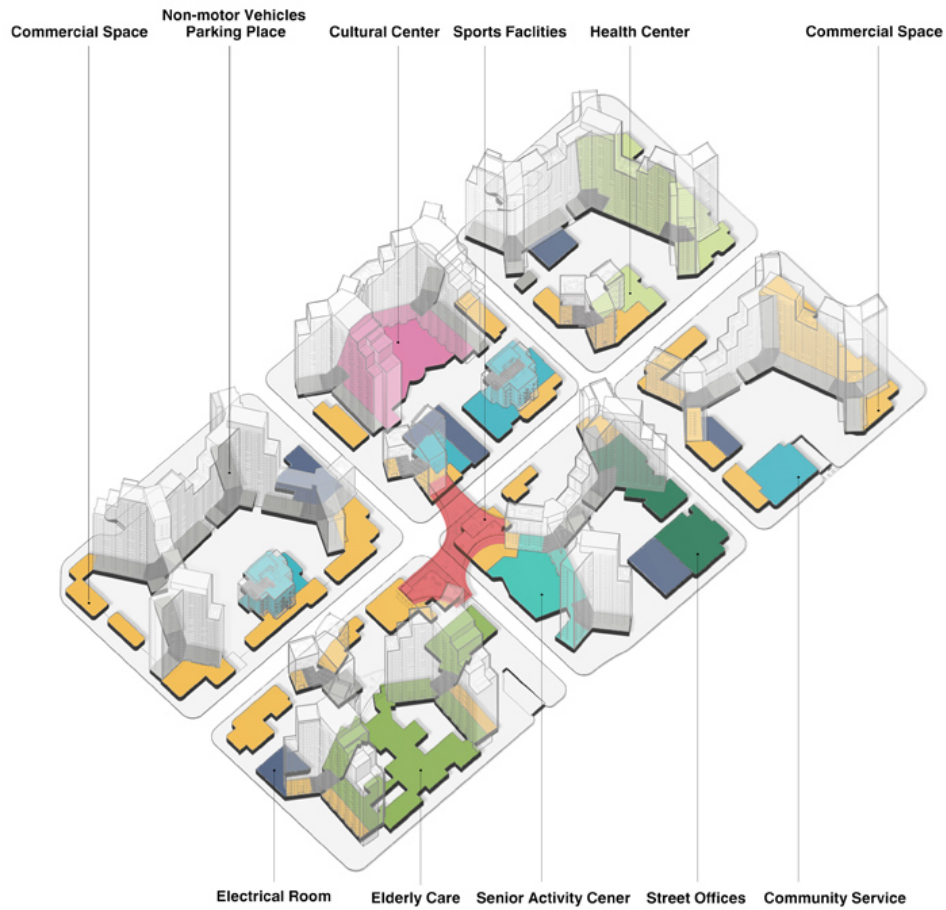 Commercial Space
Non-motor Vehicles
Parking Place
Cultural Center
Sports Faclities
Health Center
Commercial Space
Electrical Room
Elderly Care
Senior Activity Cener
Street Offices
Community Service